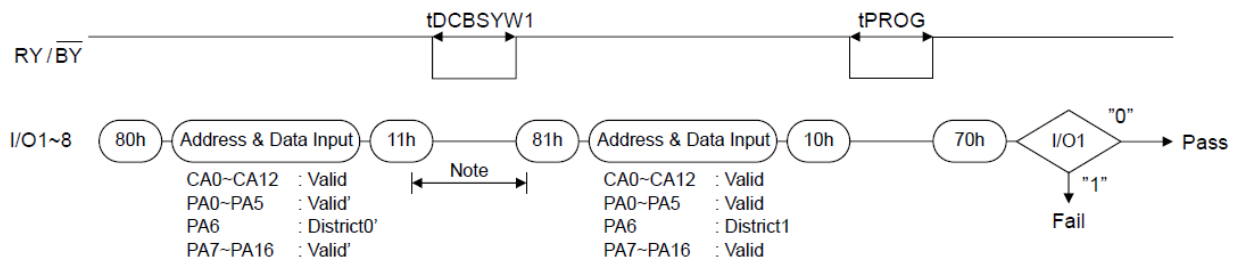 tDCBSYW1 tPROG
RY / BY
I/O1~8 80h Address & Data Input 11h 81h Address & Data Input 10h 70h I/O1 "0" Pass
Note
"1"
Fail
CA0~CA12 : Valid
PA0~PA5 : Valid'
PA6 : District0'
PA7~PA16 : Valid'
CA0~CA12 : Valid
PA0~PA5 : Valid
PA6 : District1
PA7~PA16 : Valid